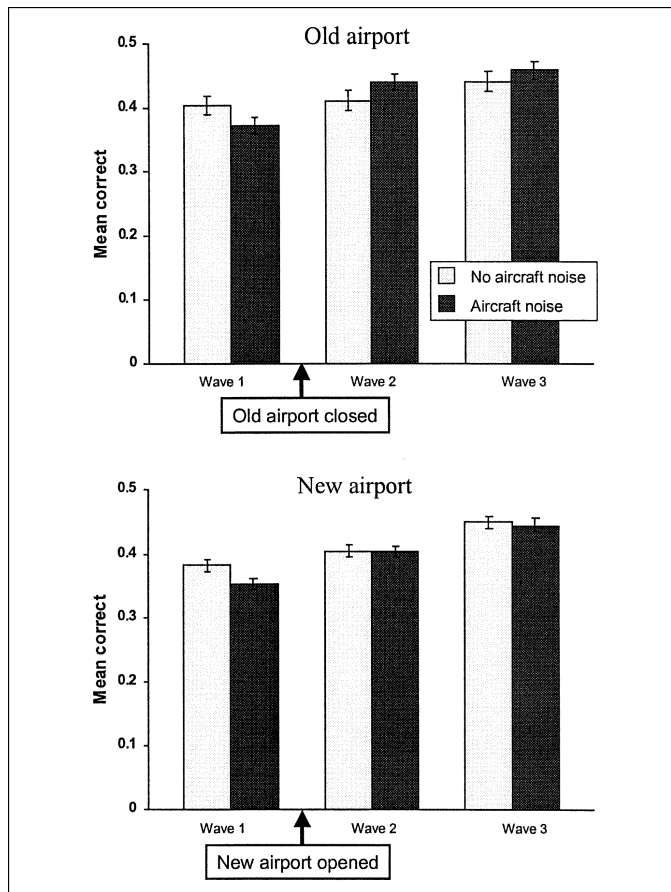 Old airport
0.5
0.4
0.3
0.2
0.1
0
Mean correct
No aircraft noise
Aircraft noise
Wave 1
Wave 2
Wave 3
Old airport closed
New airport
0.5
0.4
0.3
0.2
0.1
0
Mean correct
Wave 1
Wave 2
Wave 3
New airport opened